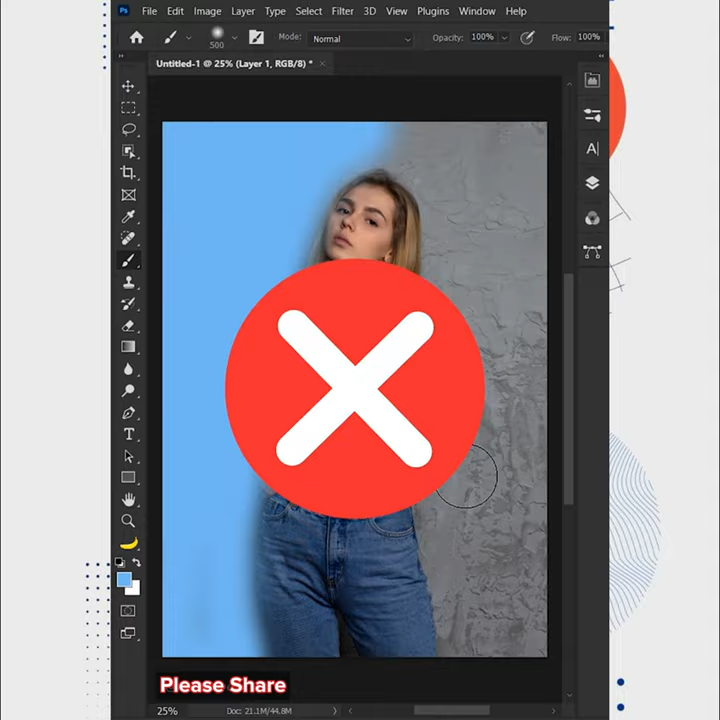 Ps File Edit Image Layer Type Select Filter 3D View Plugins Window Help
500 Mode: Normal Opacity: 100% Flow: 100%
Untitled-1 @ 25% (Layer 1, RGB/8) * ×
A|
T
Please Share
25% Doc: 21.1M/44.8M